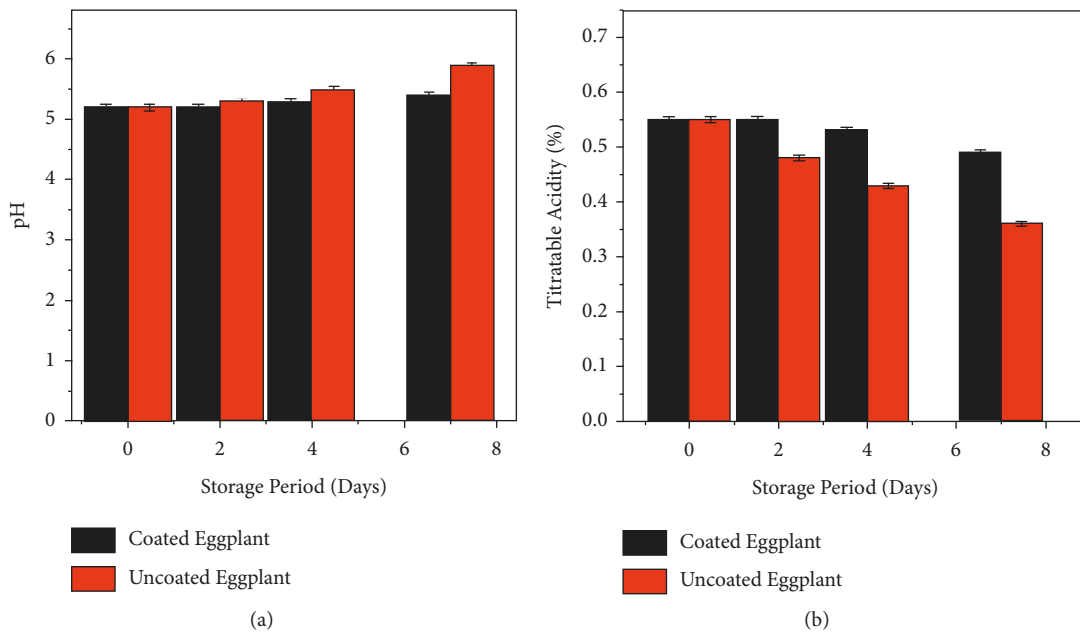 6
5
4
3
2
1
0
pH
0 2 4 6 8
Storage Period (Days)
Coated Eggplant
Uncoated Eggplant
(a)
0.7
0.6
0.5
0.4
0.3
0.2
0.1
0.0
Titratable Acidity (%)
0 2 4 6 8
Storage Period (Days)
Coated Eggplant
Uncoated Eggplant
(b)